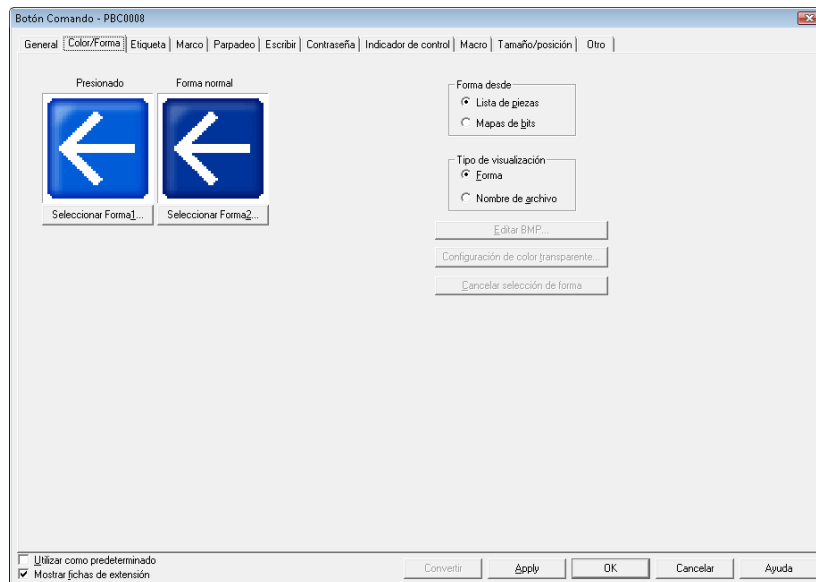 Botón Comando - PBC0008
General Color/Forma Etiqueta Marco Parpadeo Escribir Contraseña Indicador de control Macro Tamaño/posición Otro
Presionado Forma normal
Seleccionar Forma1... Seleccionar Forma2...
Forma desde
Lista de piezas
Mapas de bits
Tipo de visualización
Forma
Nombre de archivo
Editar BMP...
Configuración de color transparente...
Cancelar selección de forma
Utilizar como predeterminado
Mostrar fichas de extensión
Convertir Apply OK Cancelar Ayuda